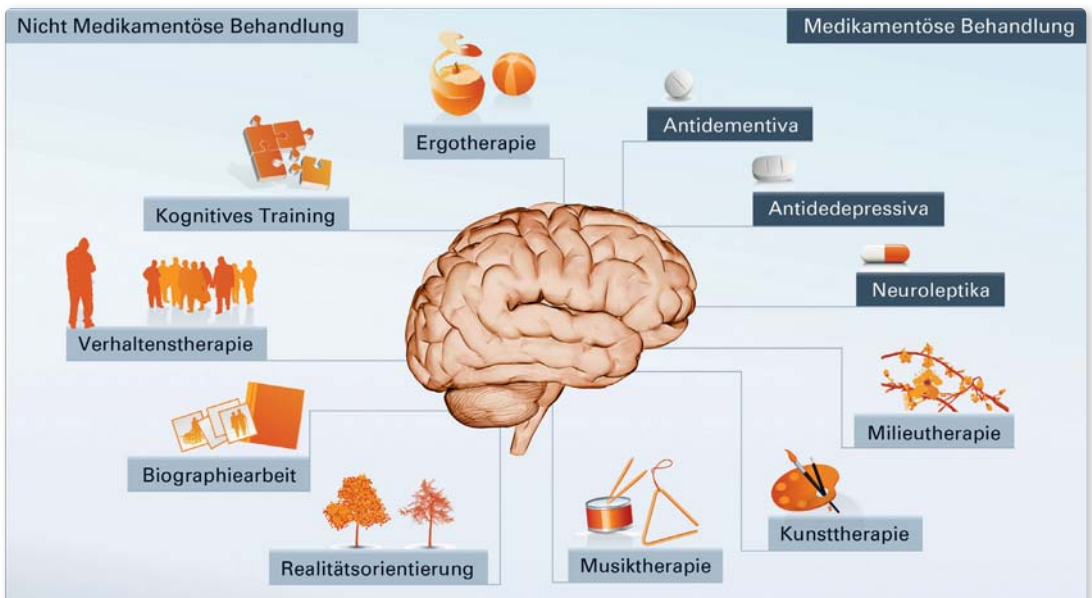 Nicht Medikamentöse Behandlung
Medikamentöse Behandlung
Ergotherapie
Antidementiva
Kognitives Training
Antidedepressiva
Neuroleptika
Verhaltenstherapie
Milieutherapie
Biographiearbeit
Kunsttherapie
Realitätsorientierung
Musiktherapie